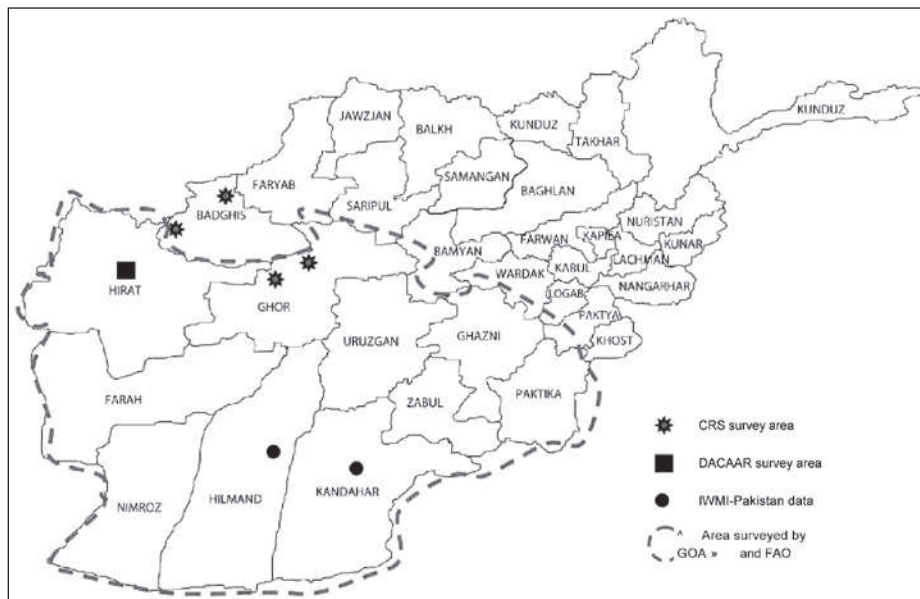 JAWZJAN
BALKH
KUNDUZ
KUNDUZ
TAKHAR
SAMANGAN
FARYAB
BAGHLAN
SARIPUL
BADGHIS
NURISTAN
KAPILA
FARWAN
KUNAR
BAMYAN
LACHMAN
WARDAK
KABUL
HIRAT
NANGARHAR
LOGAB
GHOR
PAKTYA
GHAZNI
KHOST
URUZGAN
PAKTIKA
FARAH
ZABUL
CRS survey area
DACAAR survey area
KANDAHAR
HILMAND
NIMROZ
IWMI-Pakistan data
^ Area surveyed by
GOA » and FAO